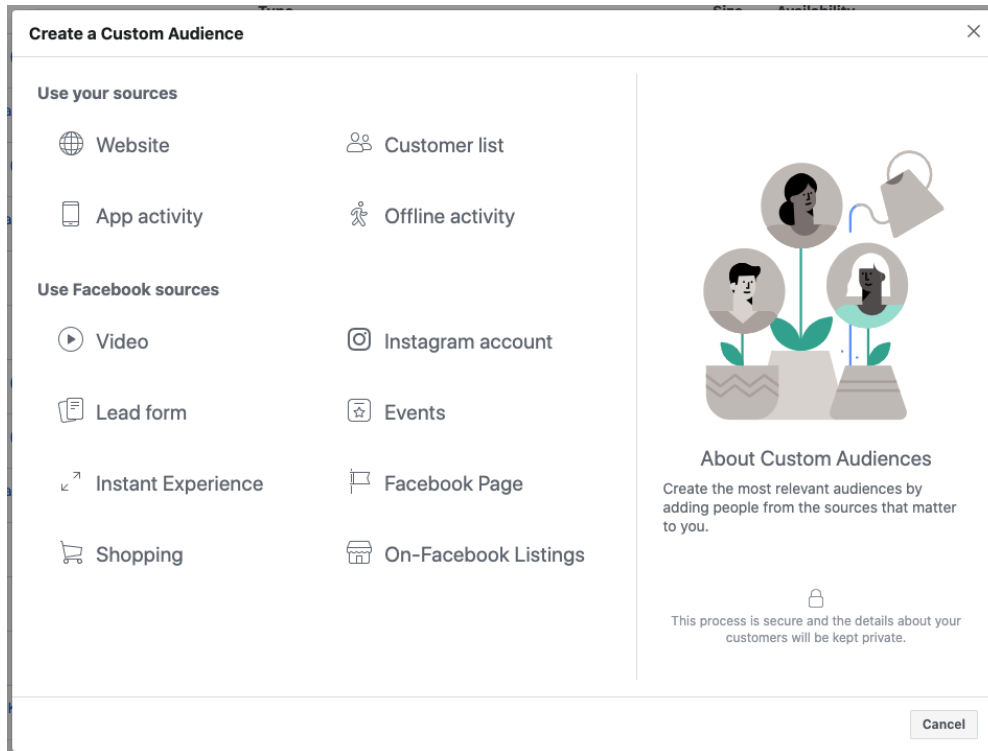 Type Size Availability
Create a Custom Audience
Use your sources
Website
Customer list
App activity
Offline activity
Use Facebook sources
Video
Instagram account
Lead form
Events
Instant Experience
Facebook Page
Shopping
On-Facebook Listings
About Custom Audiences
Create the most relevant audiences by
adding people from the sources that matter
to you.
This process is secure and the details about your
customers will be kept private.
Cancel